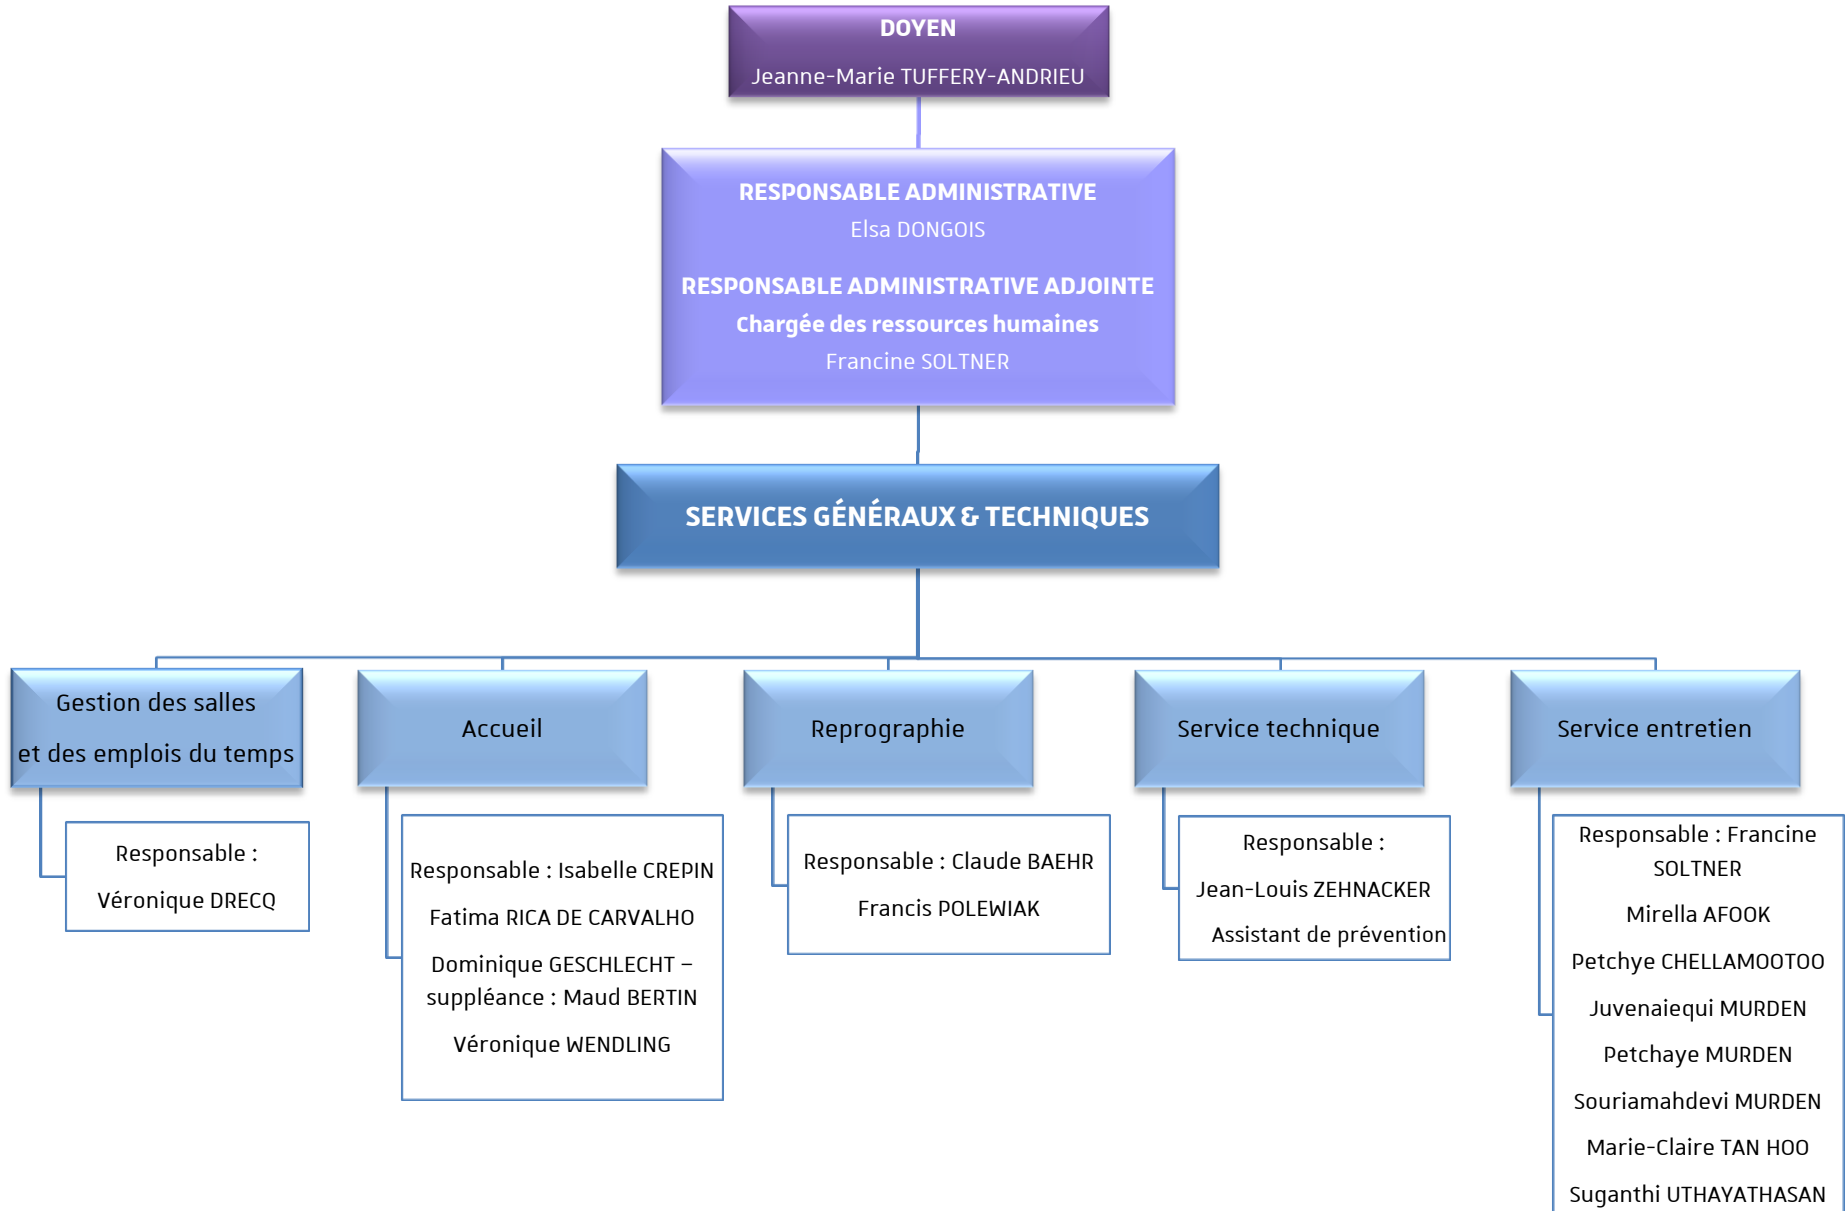 DOYEN
Jeanne-Marie TUFFERY-ANDRIEU
RESPONSABLE ADMINISTRATIVE
Elsa DONGOIS
RESPONSABLE ADMINISTRATIVE ADJOINTE
Chargée des ressources humaines
Francine SOLTNER
SERVICES GÉNÉRAUX & TECHNIQUES
Gestion des salles
et des emplois du temps
Responsable :
Véronique DRECQ
Accueil
Responsable : Isabelle CREPIN
Fatima RICA DE CARVALHO
Dominique GESCHLECHT –
suppléance : Maud BERTIN
Véronique WENDLING
Reprographie
Responsable : Claude BAEHR
Francis POLEWIAK
Service technique
Responsable :
Jean-Louis ZEHNACKER
Assistant de prévention
Service entretien
Responsable : Francine
SOLTNER
Mirella AFOOK
Petchye CHELLAMOOTOO
Juvenaiequi MURDEN
Petchaye MURDEN
Souriamahdevi MURDEN
Marie-Claire TAN HOO
Suganthi UTHAYATHASAN